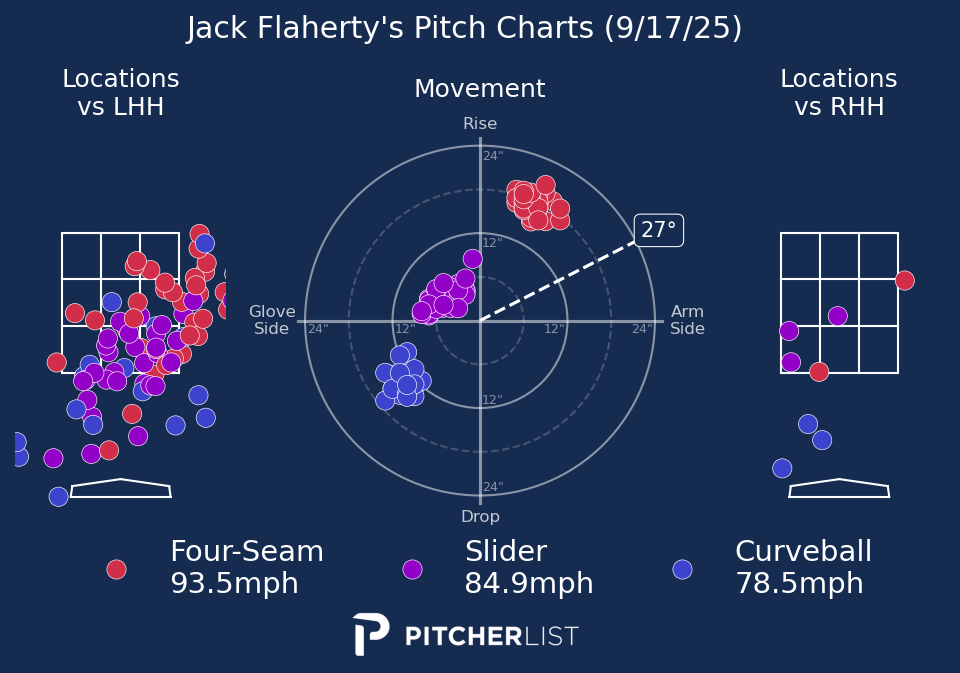 Jack Flaherty's Pitch Charts (9/17/25)
Locations
vs LHH
Movement
Locations
vs RHH
Rise
24"
12"
27°
Glove
Side
24"
12"
12"
24"
Arm
Side
12"
24"
Drop
Four-Seam
93.5mph
Slider
84.9mph
Curveball
78.5mph
PITCHERLIST